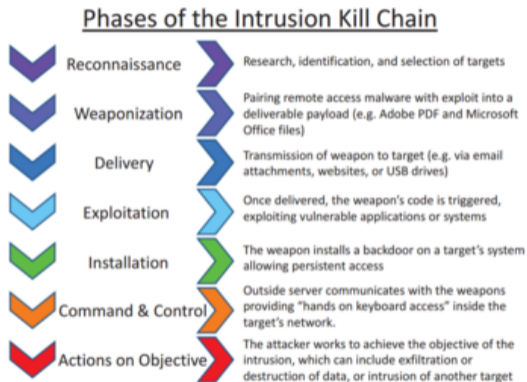 Phases of the Intrusion Kill Chain
Reconnaissance
Research, identification, and selection of targets
Weaponization
Pairing remote access malware with exploit into a
deliverable payload (e.g. Adobe PDF and Microsoft
Office files)
Delivery
Transmission of weapon to target (e.g. via email
attachments, websites, or USB drives)
Exploitation
Once delivered, the weapon's code is triggered,
exploiting vulnerable applications or systems
Installation
The weapon installs a backdoor on a target's system
allowing persistent access
Command & Control
Outside server communicates with the weapons
providing "hands on keyboard access" inside the
target's network.
Actions on Objective
The attacker works to achieve the objective of the
intrusion, which can include exfiltration or
destruction of data, or intrusion of another target